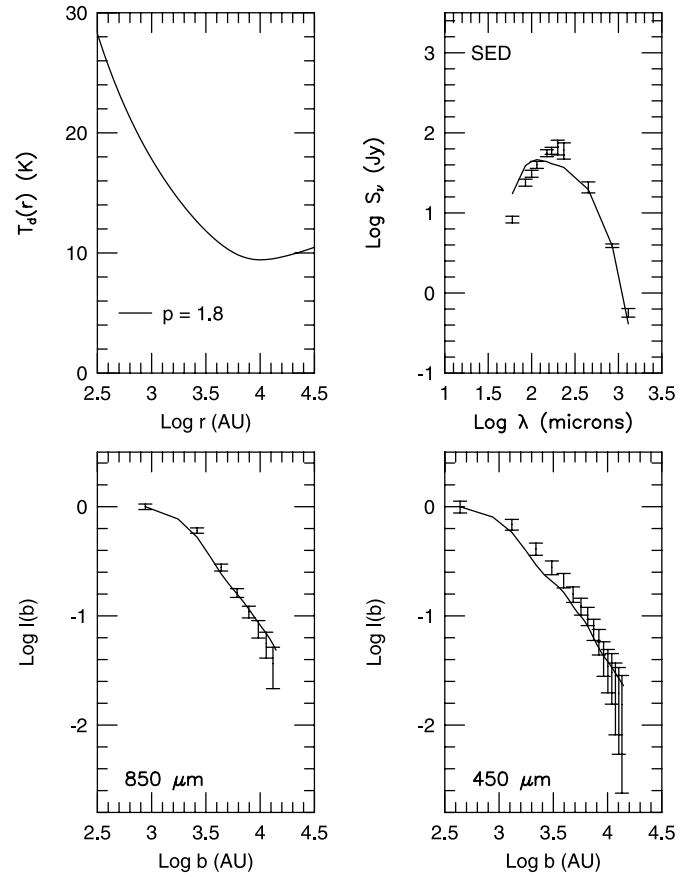 30
20
10
0
T_d(r) (K)
p = 1.8
2.5 3 3.5 4 4.5
Log r (AU)
3
2
1
0
-1
Log S_ν (Jy)
SED
1 1.5 2 2.5 3 3.5
Log λ (microns)
0
-1
-2
Log I(b)
850 μm
2.5 3 3.5 4 4.5
Log b (AU)
0
-1
-2
Log I(b)
450 μm
2.5 3 3.5 4 4.5
Log b (AU)